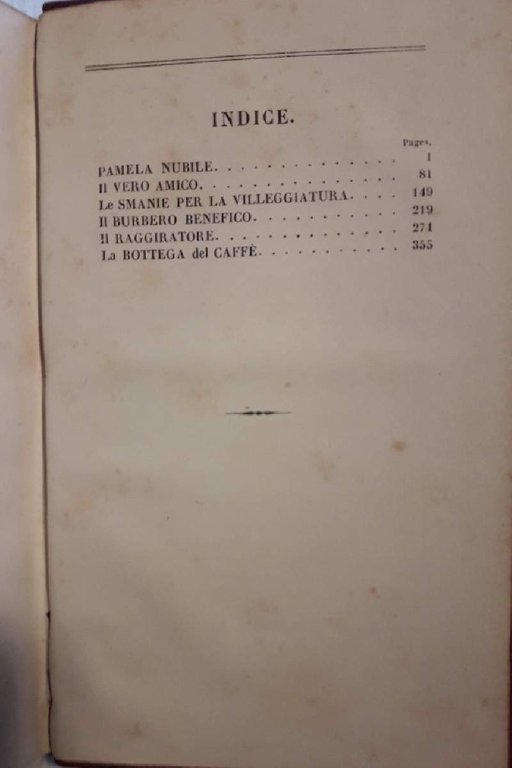 INDICE.
Pages.
PAMELA NUBILE. . . . . . . . . . . . . . 1
Il VERO AMICO. . . . . . . . . . . . . . . 81
Le SMANIE PER LA VILLEGGIATURA. . . . . 149
Il BURBERO BENEFICO. . . . . . . . . . . 219
Il RAGGIRATORE. . . . . . . . . . . . . . 271
La BOTTEGA del CAFFÈ. . . . . . . . . . . 355